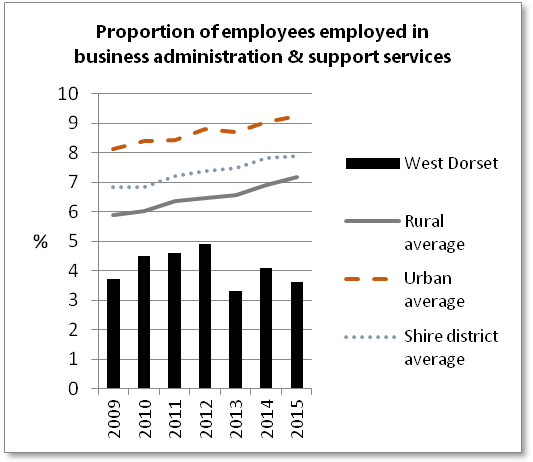 Proportion of employees employed in
business administration & support services
10
9
8
7
6
5
4
3
2
1
0
%
2009
2010
2011
2012
2013
2014
2015
West Dorset
Rural
average
Urban
average
Shire district
average